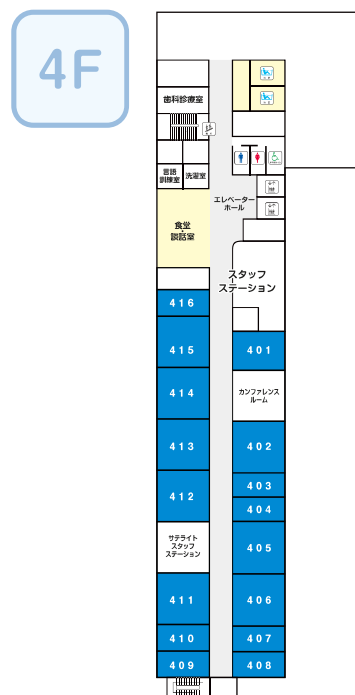 4F
歯科診療室
言語
訓練室
洗濯室
エレベーター
ホール
食堂
・
談話室
スタッフ
ステーション
416
415
401
414
カンファレンス
ルーム
413
402
412
403
404
サテライト
スタッフ
ステーション
405
411
406
410
407
409
408